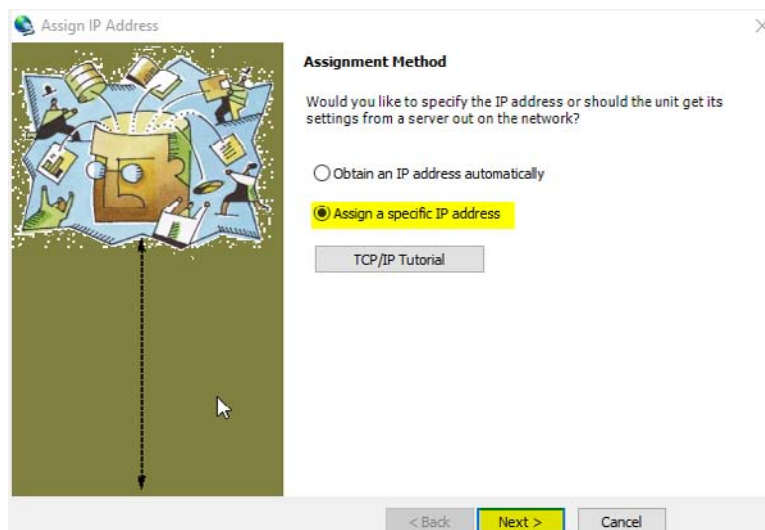 Assign IP Address
Assignment Method
Would you like to specify the IP address or should the unit get its
settings from a server out on the network?
Obtain an IP address automatically
Assign a specific IP address
TCP/IP Tutorial
< Back
Next >
Cancel